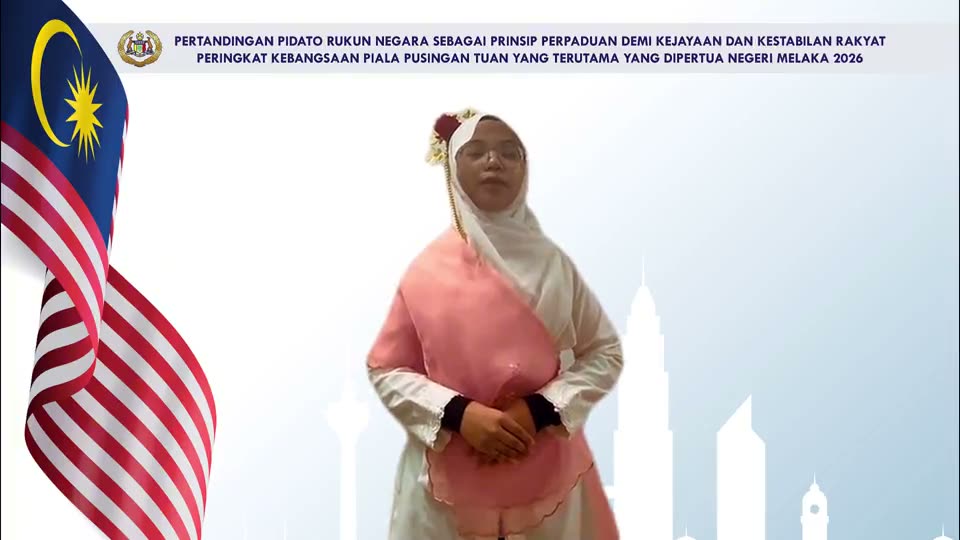 PERTANDINGAN PIDATO RUKUN NEGARA SEBAGAI PRINSIP PERPADUAN DEMI KEJAYAAN DAN KESTABILAN RAKYAT
PERINGKAT KEBANGSAAN PIALA PUSINGAN TUAN YANG TERUTAMA YANG DIPERTUA NEGERI MELAKA 2026